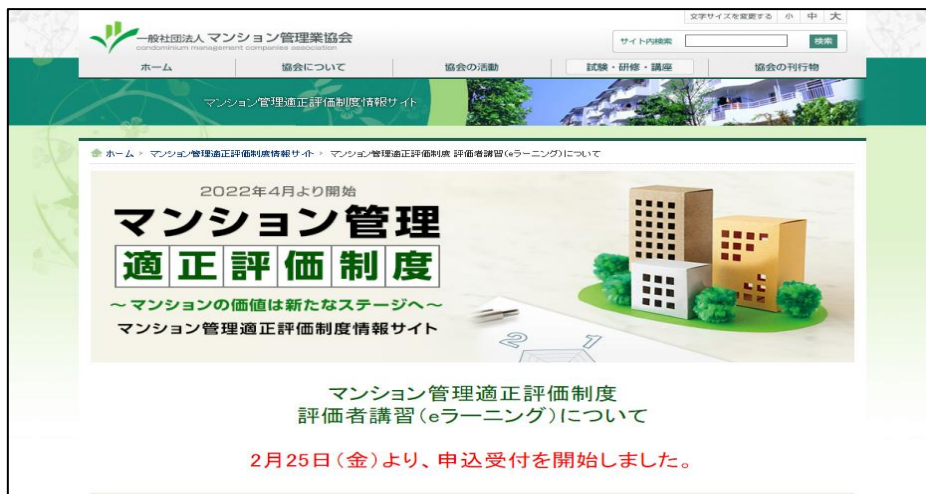 文字サイズを変更する 小 中 大
一般社団法人 マンション管理業協会
condominium management companies association
サイト内検索
検索
ホーム
協会について
協会の活動
試験・研修・講座
協会の刊行物
マンション管理適正評価制度情報サイト
ホーム > マンション管理適正評価制度情報サイト > マンション管理適正評価制度 評価者講習(eラーニング)について
2022年4月より開始
マンション管理
適正評価制度
～マンションの価値は新たなステージへ～
マンション管理適正評価制度情報サイト
2 1
マンション管理適正評価制度
評価者講習(eラーニング)について
2月25日(金)より、申込受付を開始しました。